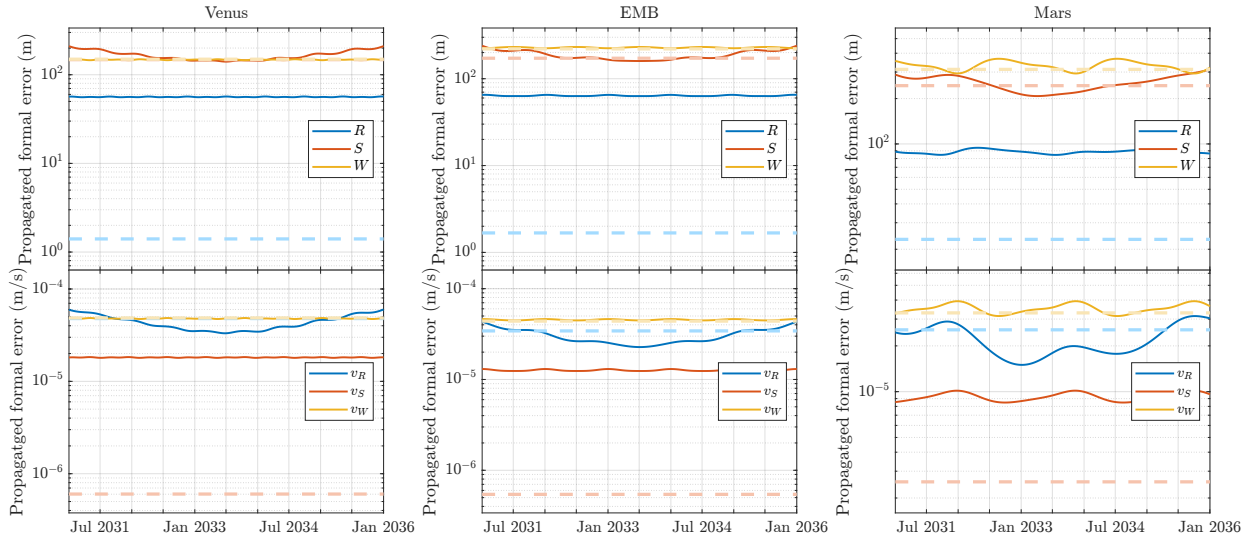 Venus
EMB
Mars
Propagatged formal error (m)
10^2
10^1
10^0
R
S
W
Propagatged formal error (m)
10^2
10^1
10^0
R
S
W
Propagatged formal error (m)
10^2
R
S
W
Propagatged formal error (m/s)
10^-4
10^-5
10^-6
v_R
v_S
v_W
Jul 2031
Jan 2033
Jul 2034
Jan 2036
Propagatged formal error (m/s)
10^-4
10^-5
10^-6
v_R
v_S
v_W
Jul 2031
Jan 2033
Jul 2034
Jan 2036
Propagatged formal error (m/s)
10^-5
v_R
v_S
v_W
Jul 2031
Jan 2033
Jul 2034
Jan 2036